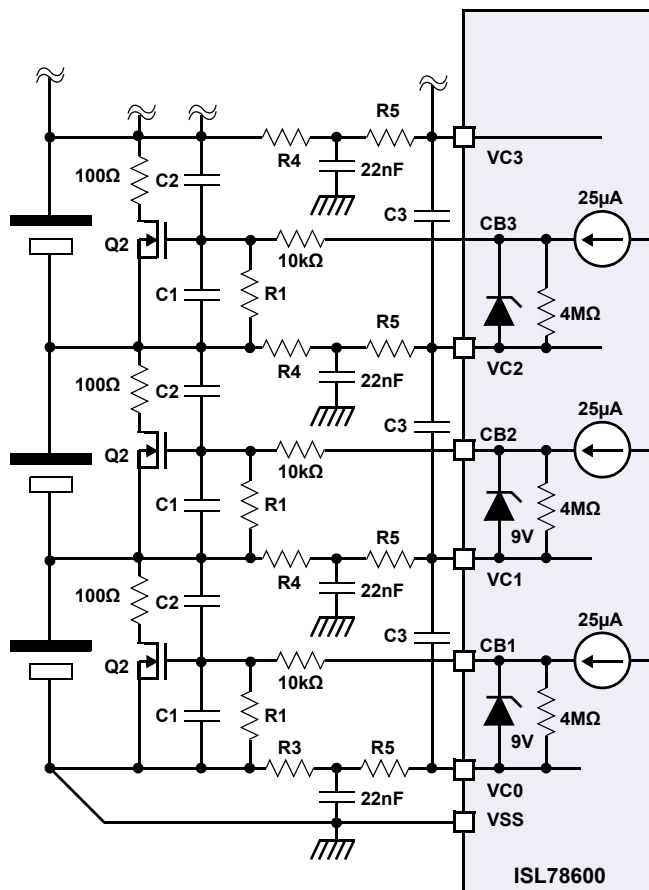 R5
VC3
R4
22nF
100Ω
C2
C3
CB3
25µA
Q2
10kΩ
C1
R1
4MΩ
R5
VC2
R4
22nF
100Ω
C2
C3
CB2
25µA
Q2
10kΩ
C1
R1
9V
4MΩ
R5
VC1
R4
22nF
100Ω
C2
C3
CB1
25µA
Q2
10kΩ
C1
R1
9V
4MΩ
R3
R5
VC0
22nF
VSS
ISL78600